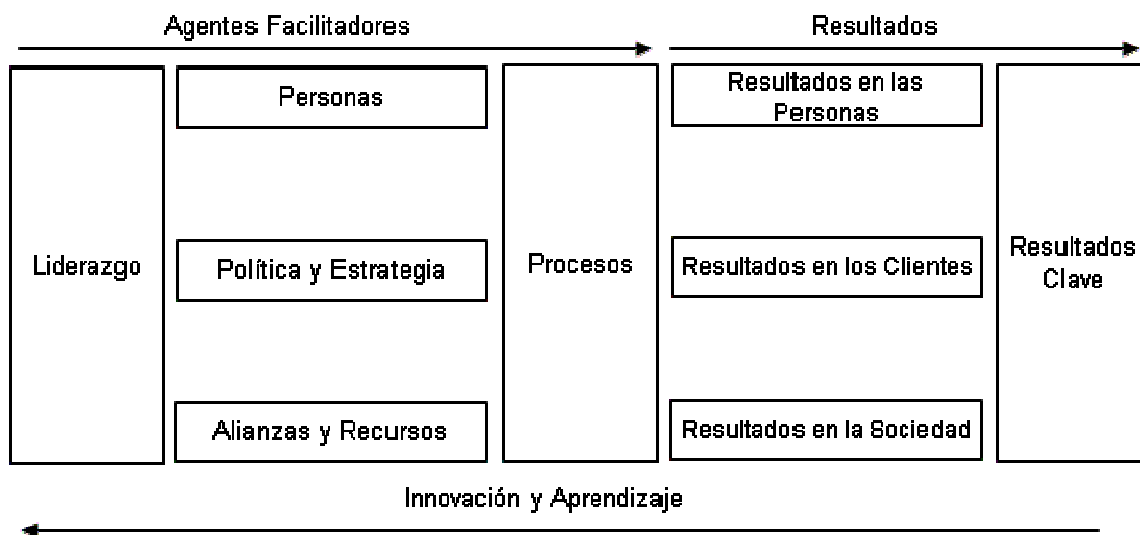 Agentes Facilitadores
Resultados
Liderazgo
Personas
Política y Estrategia
Alianzas y Recursos
Procesos
Resultados en las
Personas
Resultados en los Clientes
Resultados en la Sociedad
Resultados
Clave
Innovación y Aprendizaje